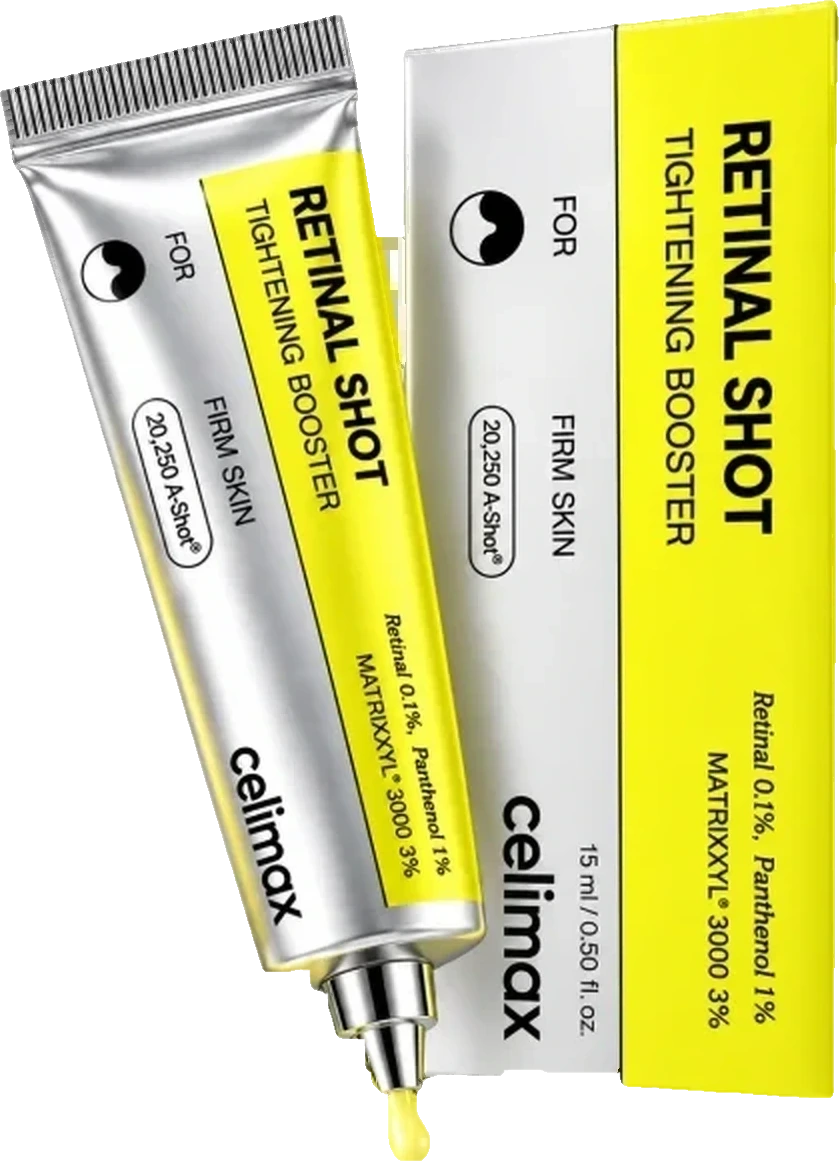 RETINAL SHOT
TIGHTENING BOOSTER
FOR
FIRM SKIN
20,250 A-Shot®
Retinal 0.1%, Panthenol 1%
MATRIXXYL® 3000 3%
celimax
RETINAL SHOT
TIGHTENING BOOSTER
FOR
FIRM SKIN
20,250 A-Shot®
Retinal 0.1%, Panthenol 1%
MATRIXXYL® 3000 3%
celimax
15 ml / 0.50 fl. oz.